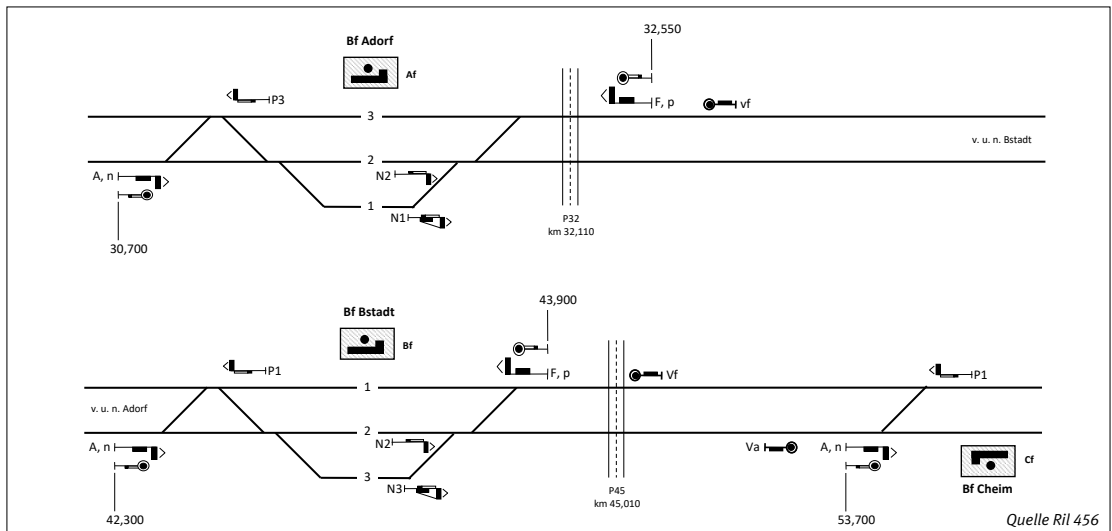 32,550
Bf Adorf
Af
P3
F, p
vf
3
v. u. n. Bstadt
2
A, n
N2
1
N1
P32
km 32,110
30,700
43,900
Bf Bstadt
Bf
P1
F, p
Vf
P1
1
v. u. n. Adorf
2
A, n
N2
Va
A, n
Cf
3
N3
P45
km 45,010
Bf Cheim
42,300
53,700
Quelle Ril 456